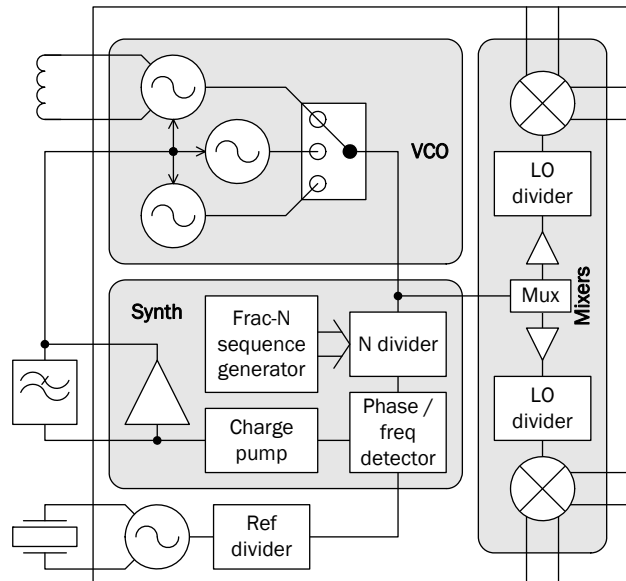 VCO
LO
divider
Mux
Mixers
Synth
Frac-N
sequence
generator
N divider
LO
divider
Charge
pump
Phase /
freq
detector
Ref
divider